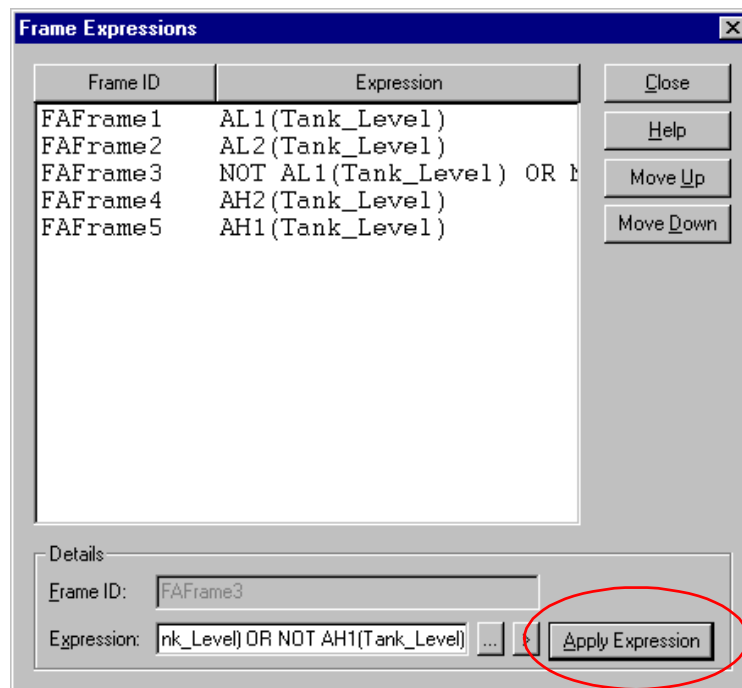 Frame Expressions
Frame ID Expression
FAFrame1 AL1(Tank_Level)
FAFrame2 AL2(Tank_Level)
FAFrame3 NOT AL1(Tank_Level) OR
FAFrame4 AH2(Tank_Level)
FAFrame5 AH1(Tank_Level)
Close
Help
Move Up
Move Down
Details
Frame ID: FAFrame3
Expression: nk_Level) OR NOT AH1(Tank_Level) ... > Apply Expression